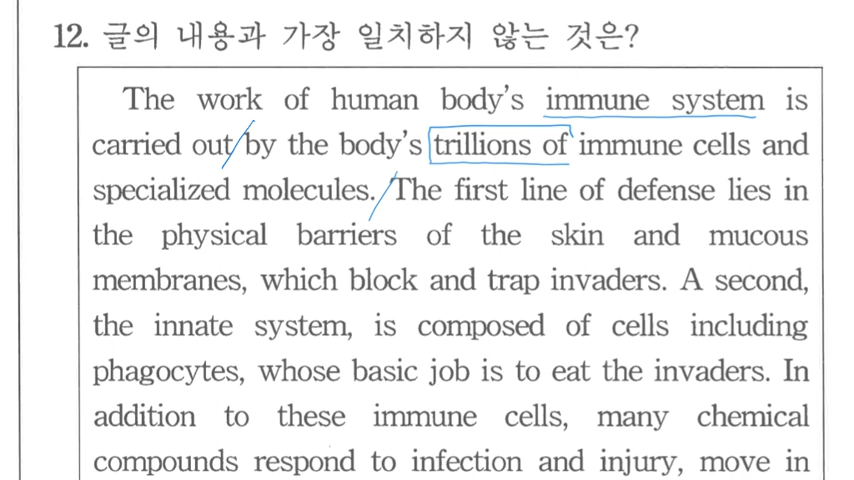 12. 글의 내용과 가장 일치하지 않는 것은?
The work of human body's immune system is
carried out by the body's trillions of immune cells and
specialized molecules. The first line of defense lies in
the physical barriers of the skin and mucous
membranes, which block and trap invaders. A second,
the innate system, is composed of cells including
phagocytes, whose basic job is to eat the invaders. In
addition to these immune cells, many chemical
compounds respond to infection and injury, move in